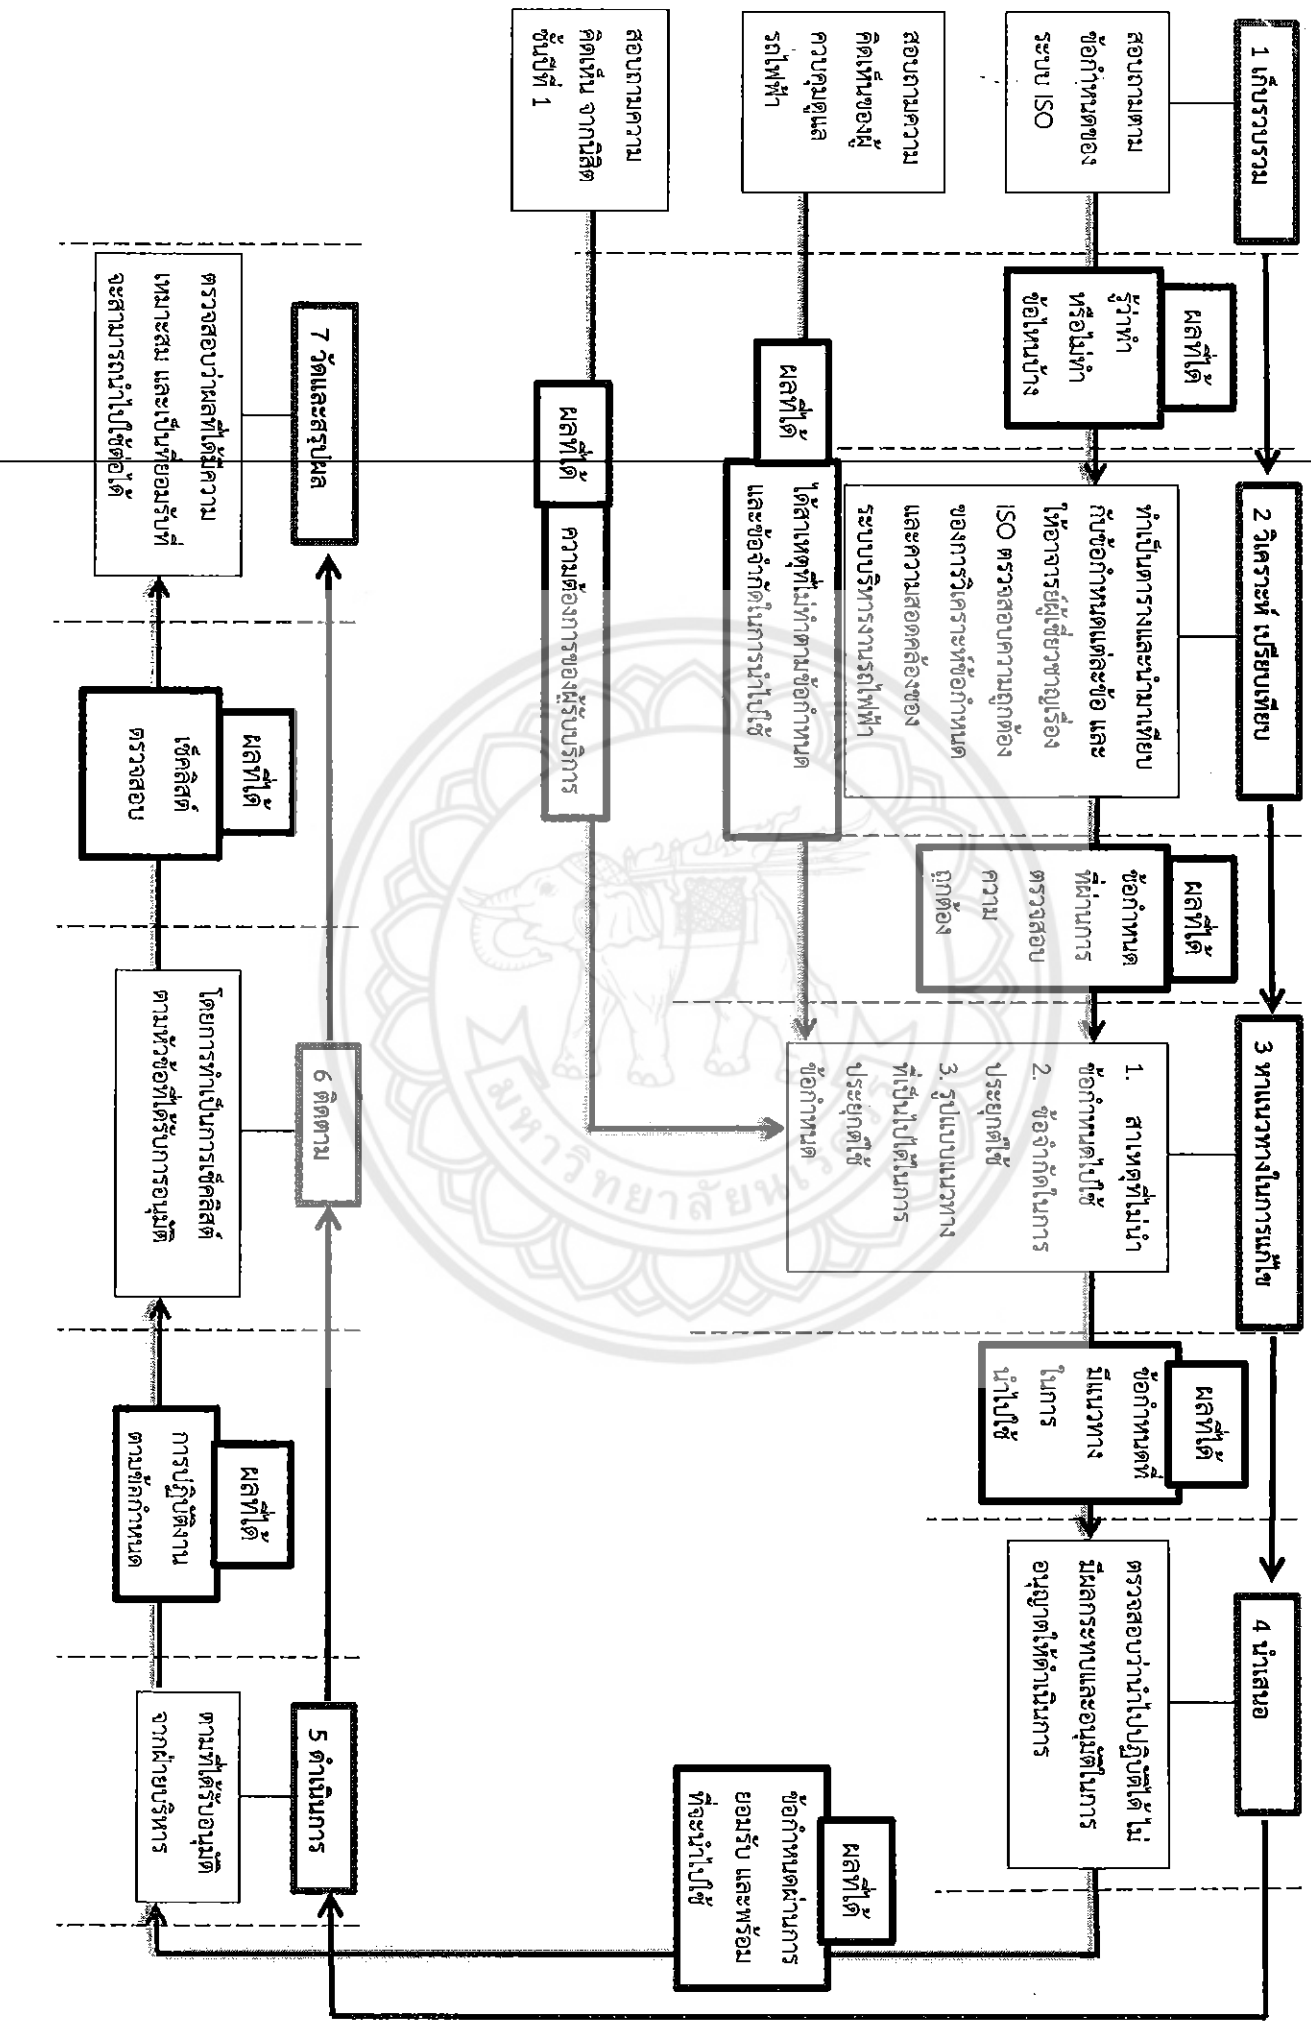 1 เก็บรวบรวม
สอบถามตาม
ข้อกำหนดของ
ระบบ ISO
สอบถามความ
คิดเห็นของผู้
ควบคุมดูแล
รถไฟฟ้า
สอบถามความ
คิดเห็น จากนิสิต
ชั้นปีที่ 1
ผลที่ได้
รู้ว่าทำ
หรือไม่ทำ
ข้อไหนบ้าง
ผลที่ได้
ได้สาเหตุที่ไม่ทำตามข้อกำหนด
และข้อจำกัดในการนำไปใช้
ผลที่ได้
ความต้องการของผู้รับบริการ
2 วิเคราะห์ เปรียบเทียบ
ทำเป็นตารางและนำมาเทียบ
กับข้อกำหนดแต่ละข้อ และ
ให้อาจารย์ผู้เชี่ยวชาญเรื่อง
ISO ตรวจสอบความถูกต้อง
ของการวิเคราะห์ข้อกำหนด
และความสอดคล้องของ
ระบบบริหารงานรถไฟฟ้า
ผลที่ได้
ข้อกำหนด
ที่ผ่านการ
ตรวจสอบ
ความ
ถูกต้อง
3 หาแนวทางในการแก้ไข
1. สาเหตุที่ไม่นำ
ข้อกำหนดไปใช้
2. ข้อจำกัดในการ
ประยุกต์ใช้
3. รูปแบบแนวทาง
ที่เป็นไปได้ในการ
ประยุกต์ใช้
ข้อกำหนด
ผลที่ได้
ข้อกำหนดที่
มีแนวทาง
ในการ
นำไปใช้
4 นำเสนอ
ตรวจสอบว่านำไปปฏิบัติได้ ไม่
มีผลกระทบและอนุมัติในการ
อนุญาตให้ดำเนินการ
ผลที่ได้
ข้อกำหนดผ่านการ
ยอมรับ และพร้อม
ที่จะนำไปใช้
5 ดำเนินการ
ตามที่ได้รับอนุมัติ
จากฝ่ายบริหาร
ผลที่ได้
การปฏิบัติงาน
ตามข้อกำหนด
6 ติดตาม
โดยการทำเป็นการเช็คลิสต์
ตามหัวข้อที่ได้รับการอนุมัติ
ผลที่ได้
เช็คลิสต์
ตรวจสอบ
7 วัดและสรุปผล
ตรวจสอบว่าผลที่ได้มีความ
เหมาะสม และเป็นที่ยอมรับที่
จะสามารถนำไปใช้ต่อได้